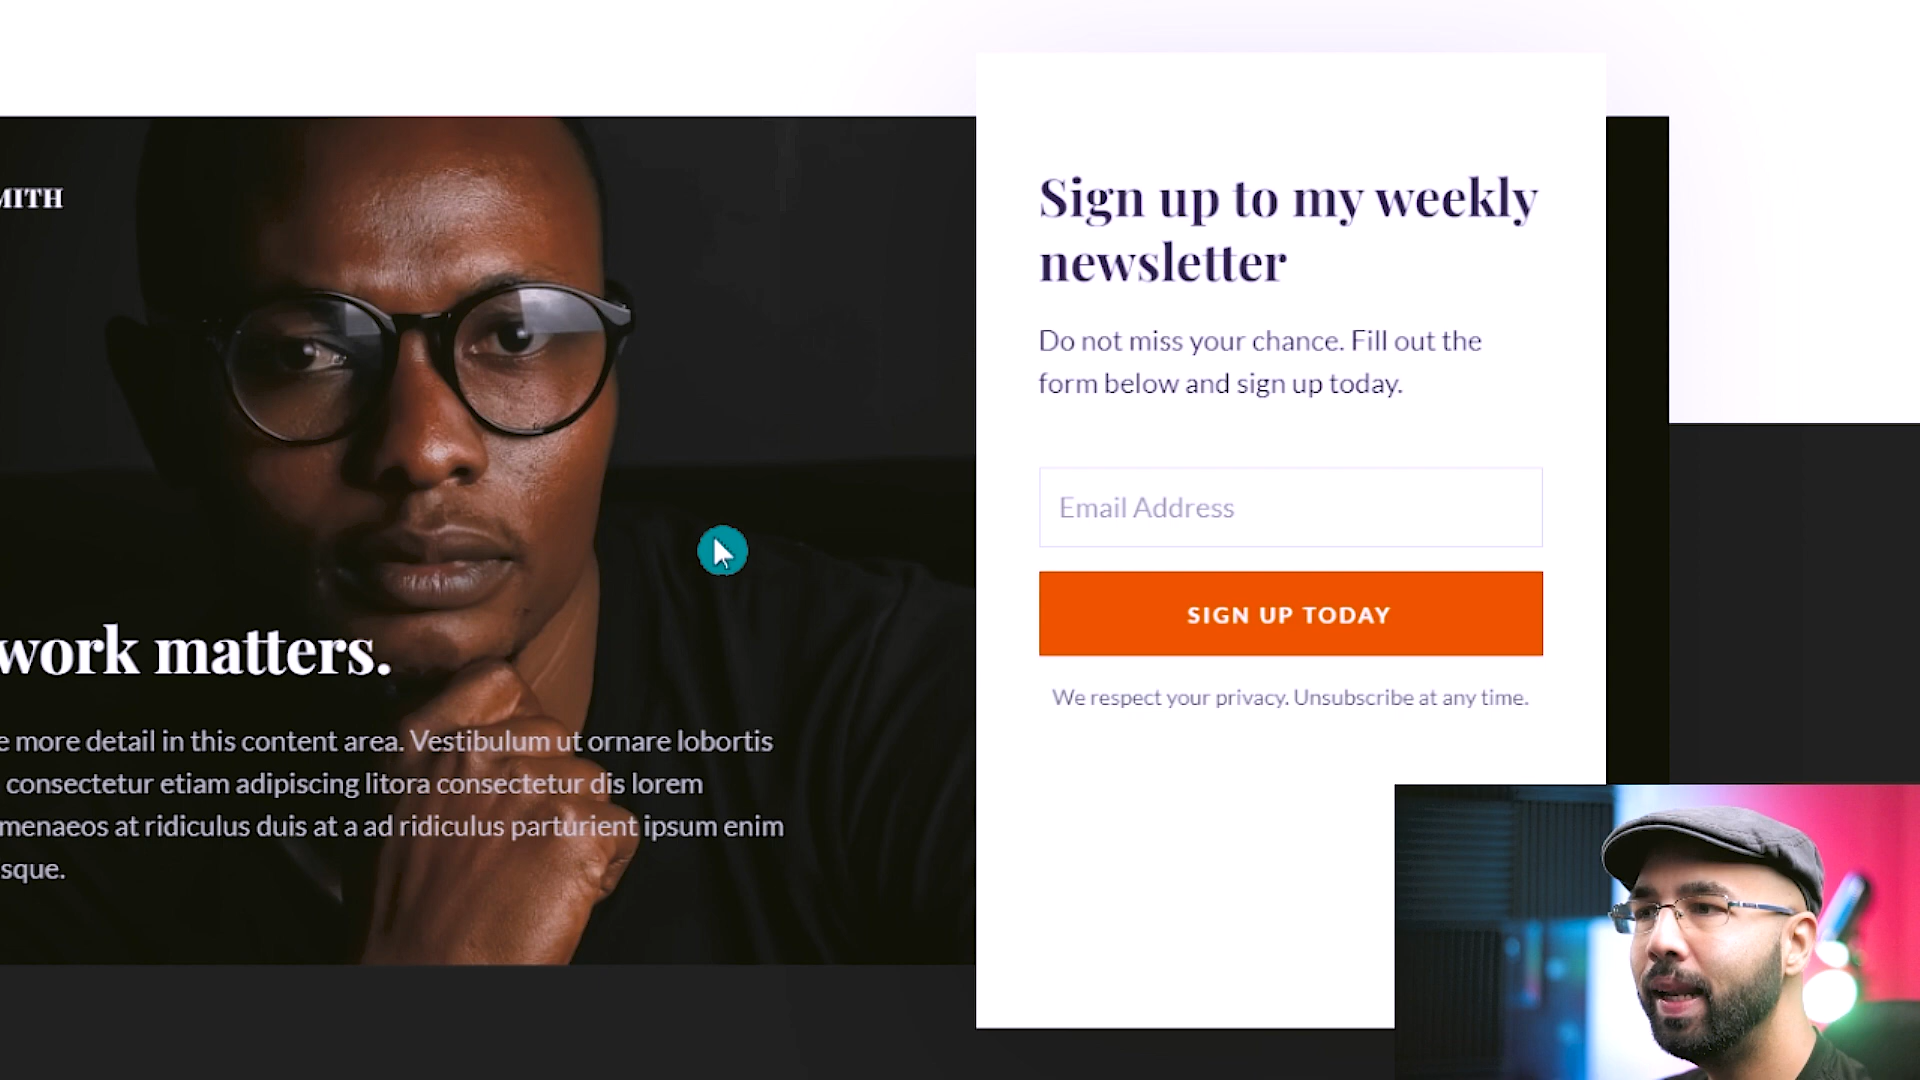 MITH
work matters.
e more detail in this content area. Vestibulum ut ornare lobortis
consectetur etiam adipiscing litora consectetur dis lorem
menaeos at ridiculus duis at a ad ridiculus parturient ipsum enim
sque.
Sign up to my weekly
newsletter
Do not miss your chance. Fill out the
form below and sign up today.
Email Address
SIGN UP TODAY
We respect your privacy. Unsubscribe at any time.